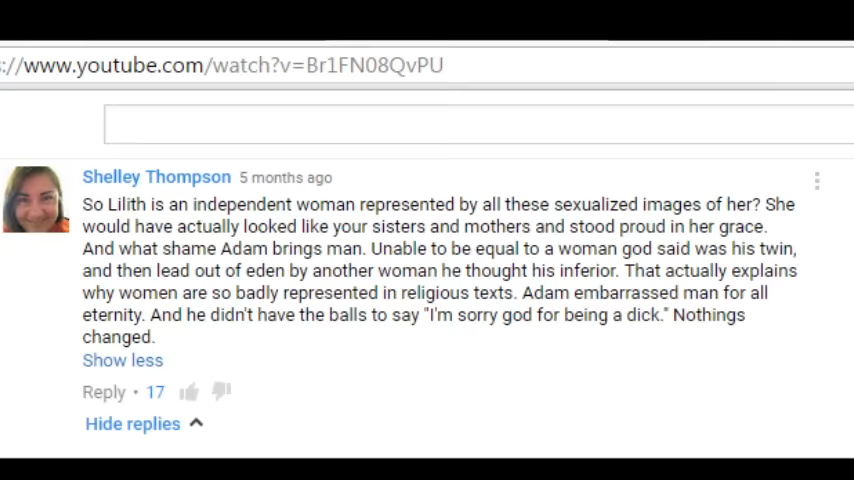 ://www.youtube.com/watch?v=Br1FN08QvPU
Shelley Thompson 5 months ago
So Lilith is an independent woman represented by all these sexualized images of her? She
would have actually looked like your sisters and mothers and stood proud in her grace.
And what shame Adam brings man. Unable to be equal to a woman god said was his twin,
and then lead out of eden by another woman he thought his inferior. That actually explains
why women are so badly represented in religious texts. Adam embarrassed man for all
eternity. And he didn't have the balls to say "I'm sorry god for being a dick." Nothings
changed.
Show less
Reply • 17
Hide replies